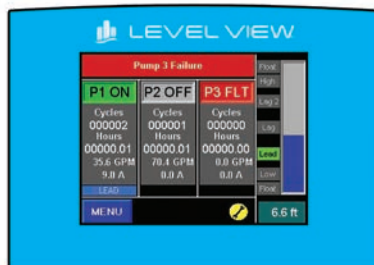 LEVEL VIEW
Pump 3 Failure
P1 ON
P2 OFF
P3 FLT
Cycles
000002
Hours
00000.01
35.6 GPM
9.0 A
LEAD
Cycles
000001
Hours
00000.01
70.4 GPM
0.0 A
Cycles
000000
Hours
00000.00
0.0 GPM
0.0 A
Float
High
Lag 2
Lag
Lead
Low
Float
MENU
6.6 ft